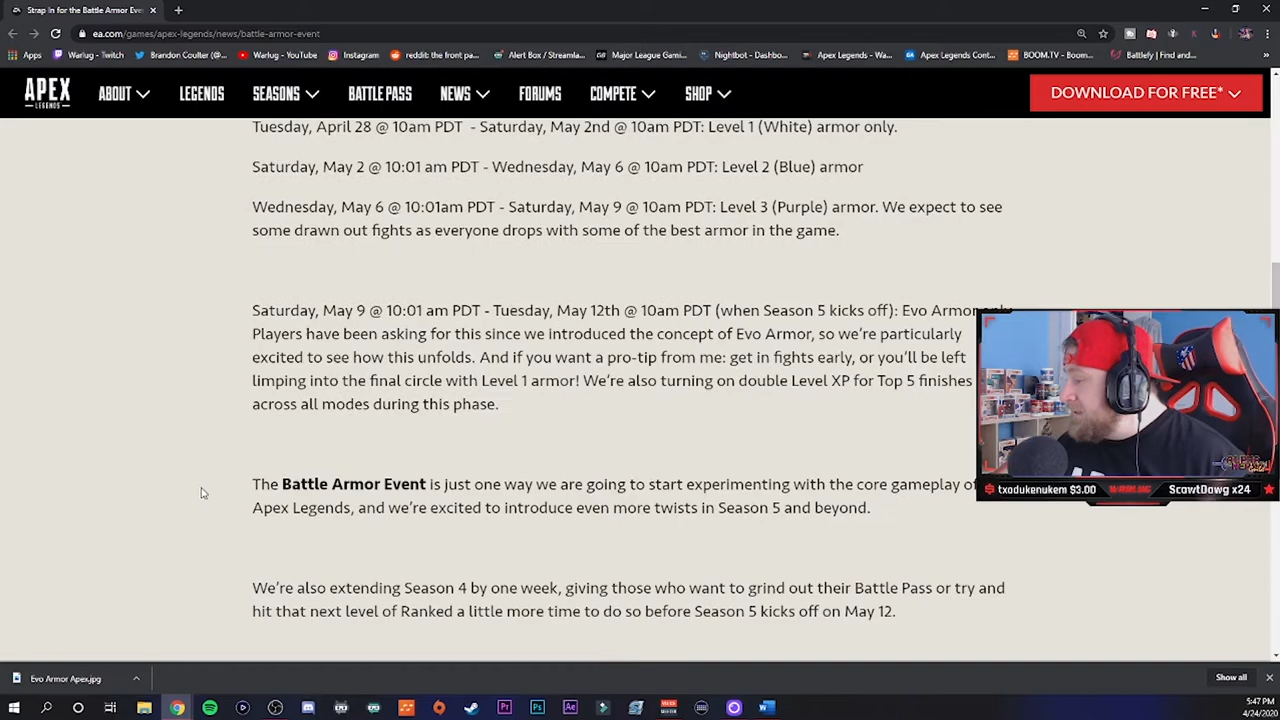 Strap In for the Battle Armor Eve
ea.com/games/apex-legends/news/battle-armor-event
Apps
Warlug - Twitch
Brandon Coulter (@...
Warlug - YouTube
Instagram
reddit: the front pa...
Alert Box / Streamla...
Major League Gami...
Nightbot - Dashbo...
Apex Legends - Wa...
Apex Legends Cont...
BOOM.TV - Boom...
Battlefy | Find and...
APEX
LEGENDS
ABOUT
LEGENDS
SEASONS
BATTLE PASS
NEWS
FORUMS
COMPETE
SHOP
DOWNLOAD FOR FREE*
Tuesday, April 28 @ 10am PDT - Saturday, May 2nd @ 10am PDT: Level 1 (White) armor only.
Saturday, May 2 @ 10:01 am PDT - Wednesday, May 6 @ 10am PDT: Level 2 (Blue) armor
Wednesday, May 6 @ 10:01am PDT - Saturday, May 9 @ 10am PDT: Level 3 (Purple) armor. We expect to see
some drawn out fights as everyone drops with some of the best armor in the game.
Saturday, May 9 @ 10:01 am PDT - Tuesday, May 12th @ 10am PDT (when Season 5 kicks off): Evo Armor only.
Players have been asking for this since we introduced the concept of Evo Armor, so we're particularly
excited to see how this unfolds. And if you want a pro-tip from me: get in fights early, or you'll be left
limping into the final circle with Level 1 armor! We're also turning on double Level XP for Top 5 finishes
across all modes during this phase.
The Battle Armor Event is just one way we are going to start experimenting with the core gameplay of
Apex Legends, and we're excited to introduce even more twists in Season 5 and beyond.
We're also extending Season 4 by one week, giving those who want to grind out their Battle Pass or try and
hit that next level of Ranked a little more time to do so before Season 5 kicks off on May 12.
txodukenukem $3.00
ScawtDawg x24
Evo Armor Apex.jpg
Show all
5:47 PM
4/24/2020